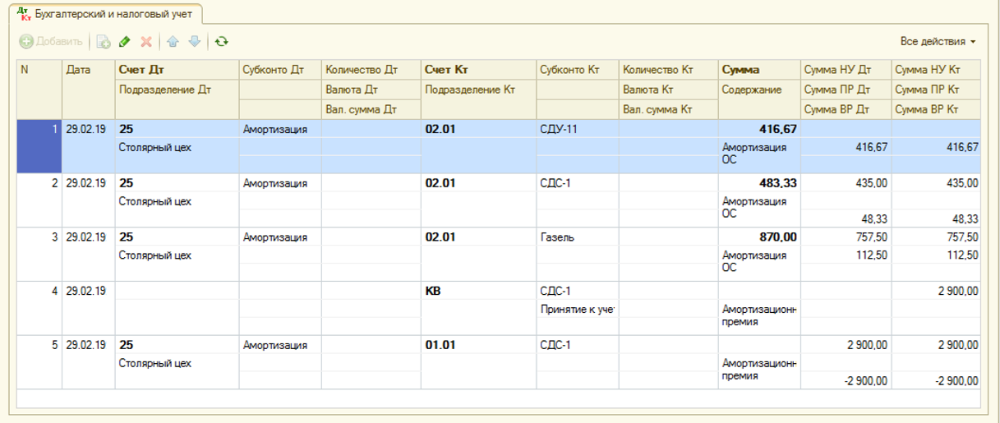 Дт Кт Бухгалтерский и налоговый учет
Добавить Все действия
N Дата Счет Дт Субконто Дт Количество Дт Счет Кт Субконто Кт Количество Кт Сумма Сумма НУ Дт Сумма НУ Кт
Подразделение Дт Валюта Дт Подразделение Кт Валюта Кт Содержание Сумма ПР Дт Сумма ПР Кт
Вал. сумма Дт Вал. сумма Кт Сумма ВР Дт Сумма ВР Кт
1 29.02.19 25 Амортизация 02.01 СДУ-11 416,67
Столярный цех Амортизация 416,67 416,67
ОС
2 29.02.19 25 Амортизация 02.01 СДС-1 483,33 435,00 435,00
Столярный цех Амортизация
ОС 48,33 48,33
3 29.02.19 25 Амортизация 02.01 Газель 870,00 757,50 757,50
Столярный цех Амортизация 112,50 112,50
ОС
4 29.02.19 КВ СДС-1 2 900,00
Принятие к уче Амортизационн
премия
5 29.02.19 25 Амортизация 01.01 СДС-1 2 900,00 2 900,00
Столярный цех Амортизационн
премия -2 900,00 -2 900,00